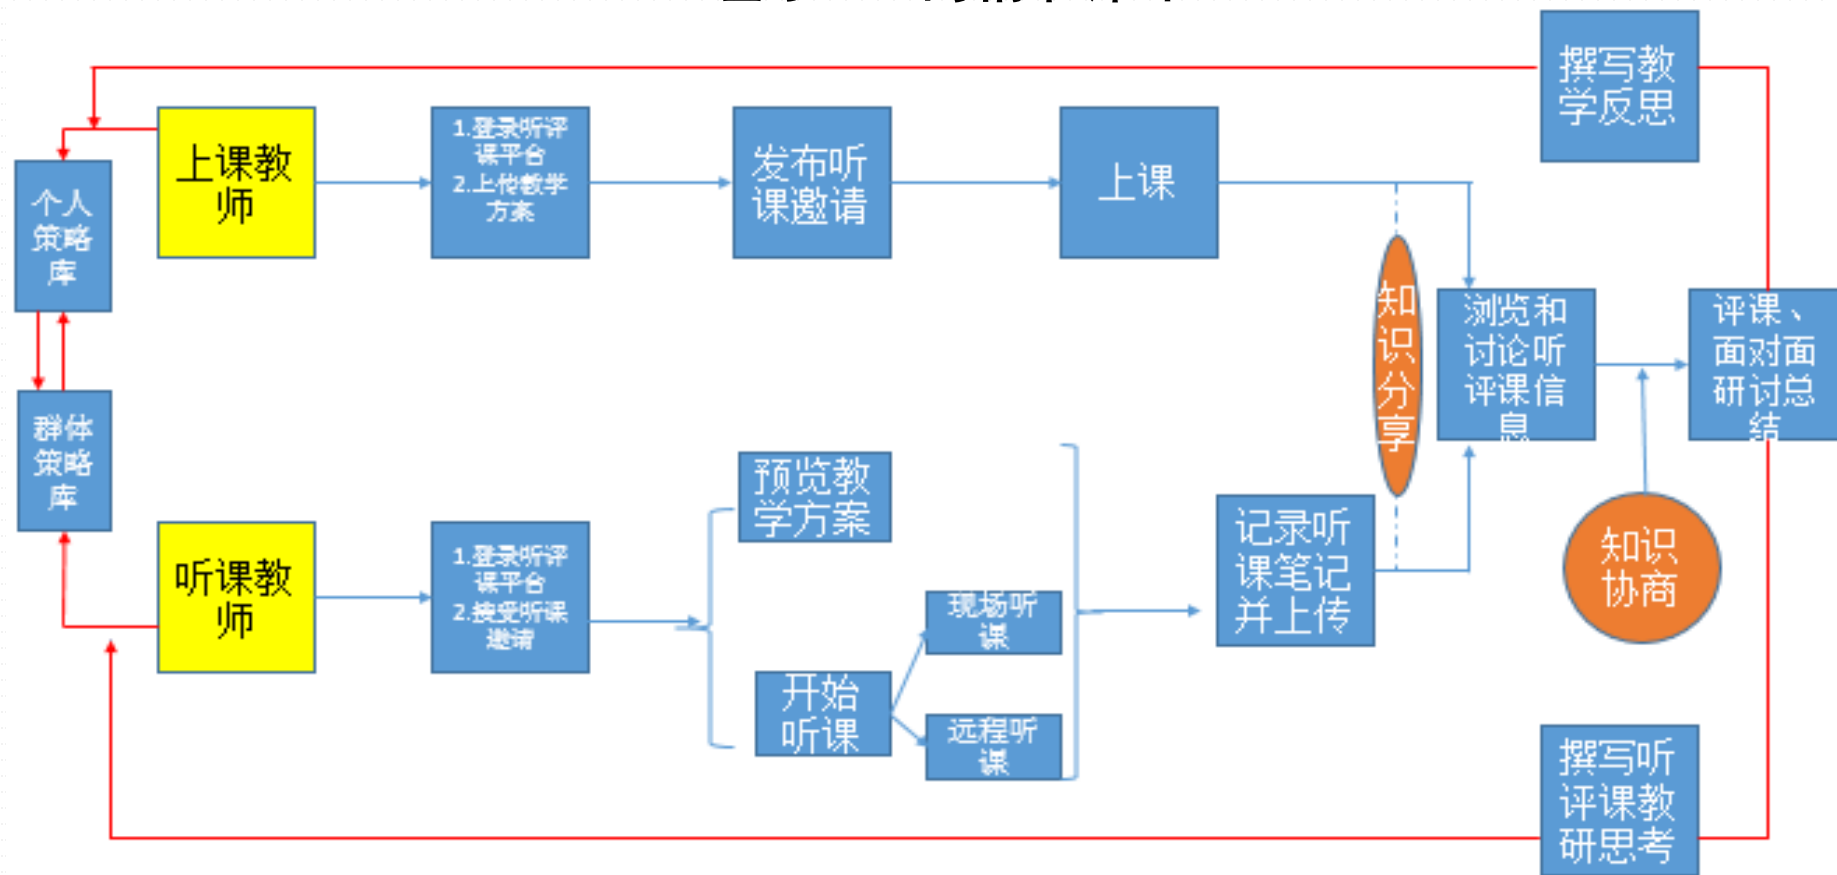 撰写教
学反思
上课教
师
1.登录听评
课平台
2.上传教学
方案
发布听
课邀请
上课
个人
策略
库
知
识
分
享
浏览和
讨论听
评课信
息
评课、
面对面
研讨总
结
群体
策略
库
预览教
学方案
听课教
师
1.登录听评
课平台
2.接受听课
邀请
记录听
课笔记
并上传
知识
协商
现场听
课
开始
听课
远程听
课
撰写听
评课教
研思考